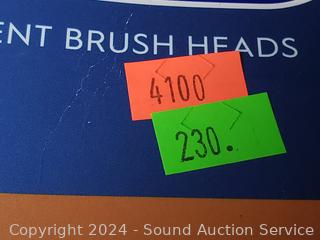 ENT BRUSH HEADS
4100
230.
Copyright 2024 - Sound Auction Service